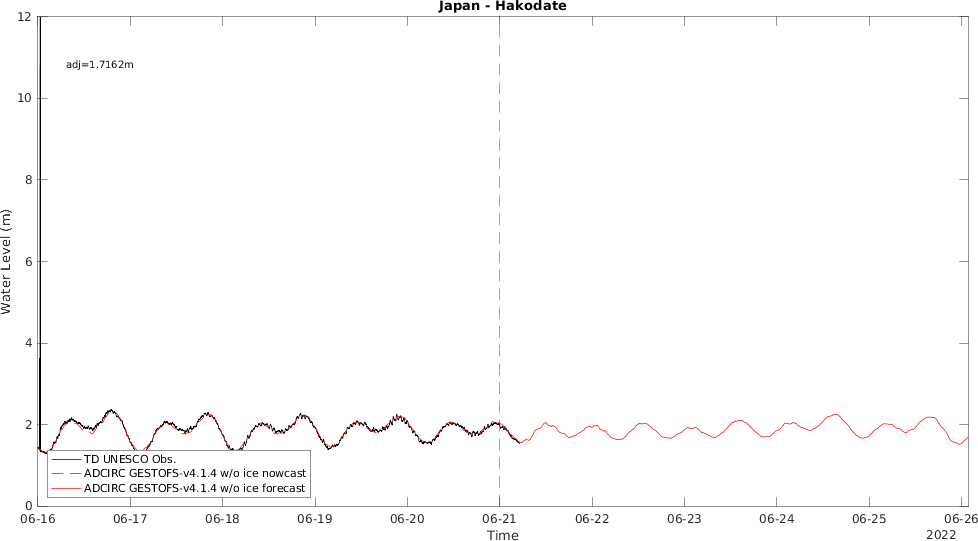 Japan - Hakodate
12
adj=1.7162m
10
8
6
4
2
0
Water Level (m)
TD UNESCO Obs.
ADCIRC GESTOFS-v4.1.4 w/o ice nowcast
ADCIRC GESTOFS-v4.1.4 w/o ice forecast
06-16 06-17 06-18 06-19 06-20 06-21 06-22 06-23 06-24 06-25 06-26
Time
2022